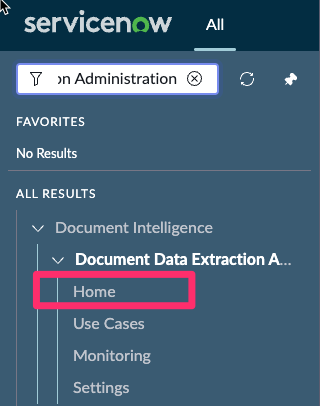 servicenow
All
on Administration
FAVORITES
No Results
ALL RESULTS
Document Intelligence
Document Data Extraction A...
Home
Use Cases
Monitoring
Settings